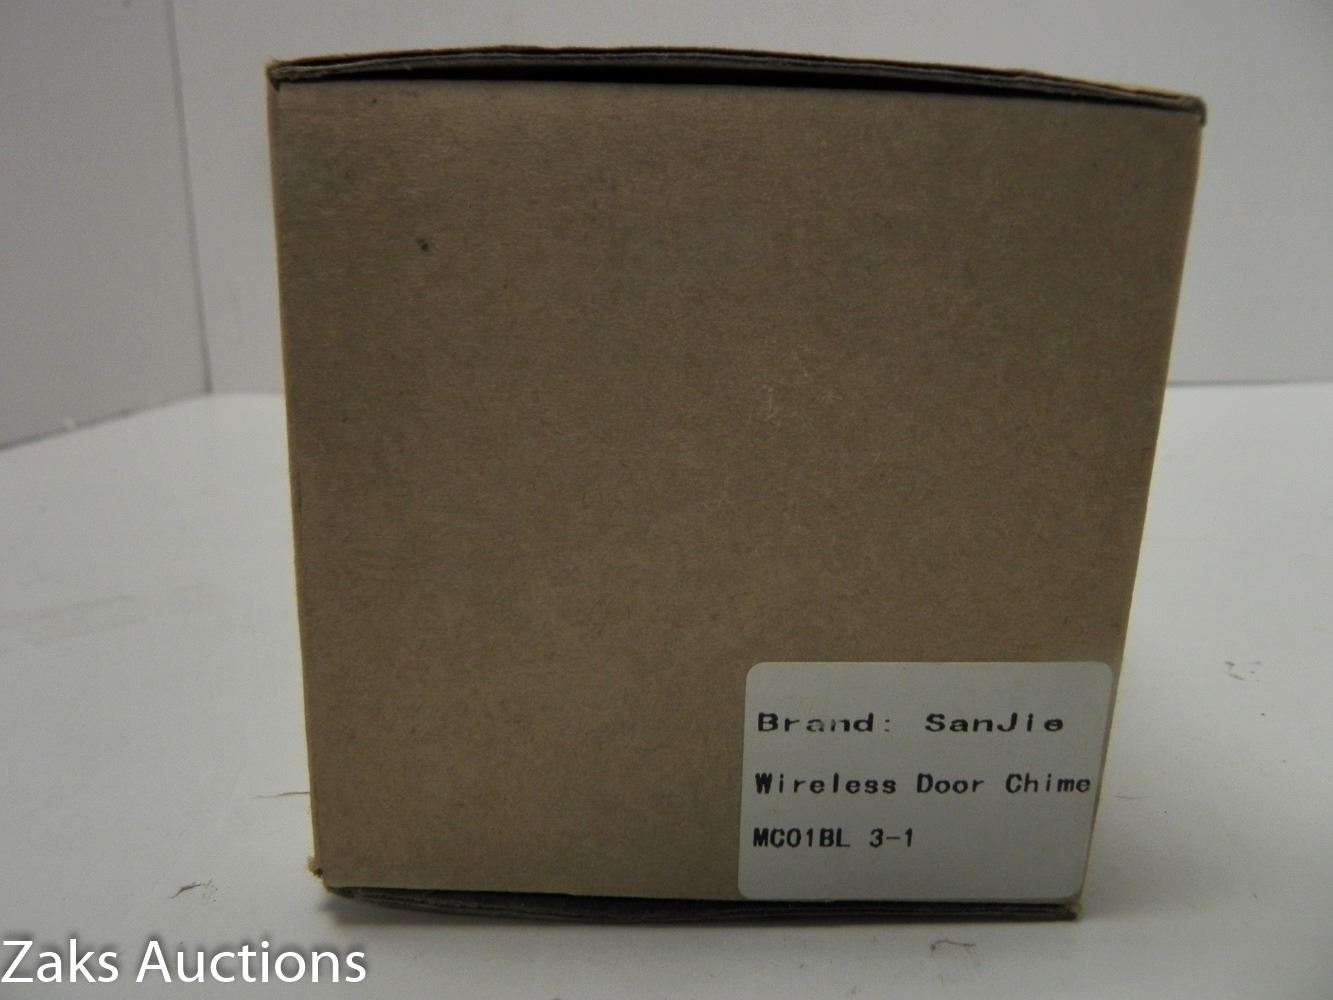 Brand: SanJie
Wireless Door Chime
MC01BL 3-1
Zaks Auctions